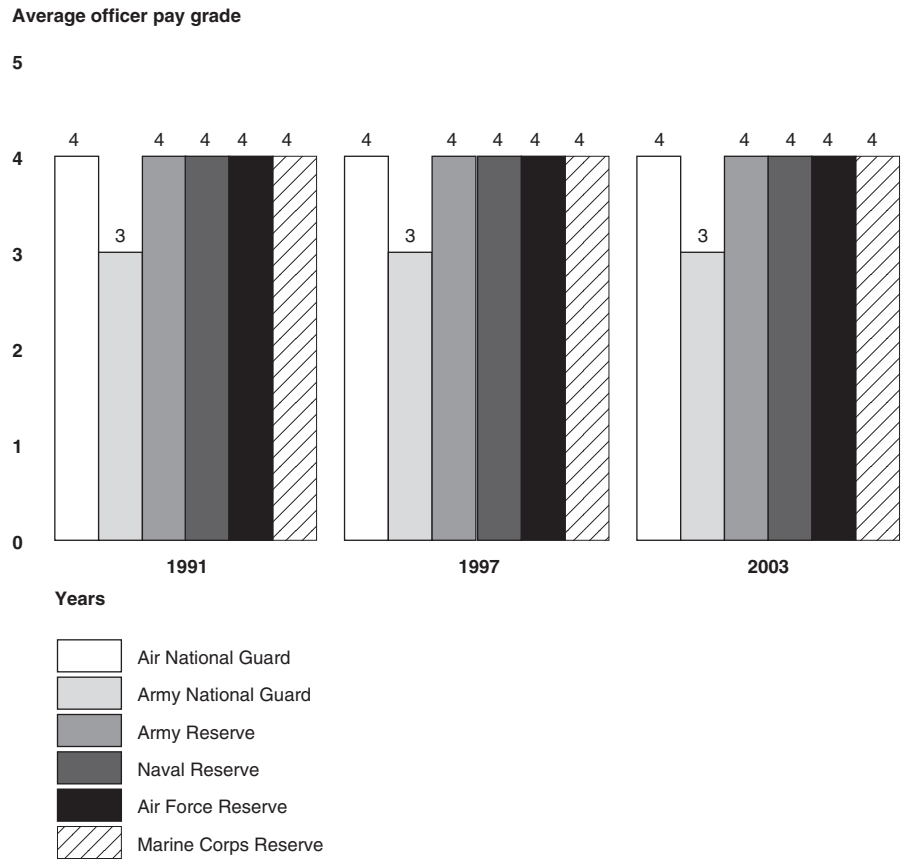 Average officer pay grade
5
4 3 4 4 4 4 4 3 4 4 4 4 4 3 4 4 4 4
4
3
2
1
0
1991 1997 2003
Years
Air National Guard
Army National Guard
Army Reserve
Naval Reserve
Air Force Reserve
Marine Corps Reserve